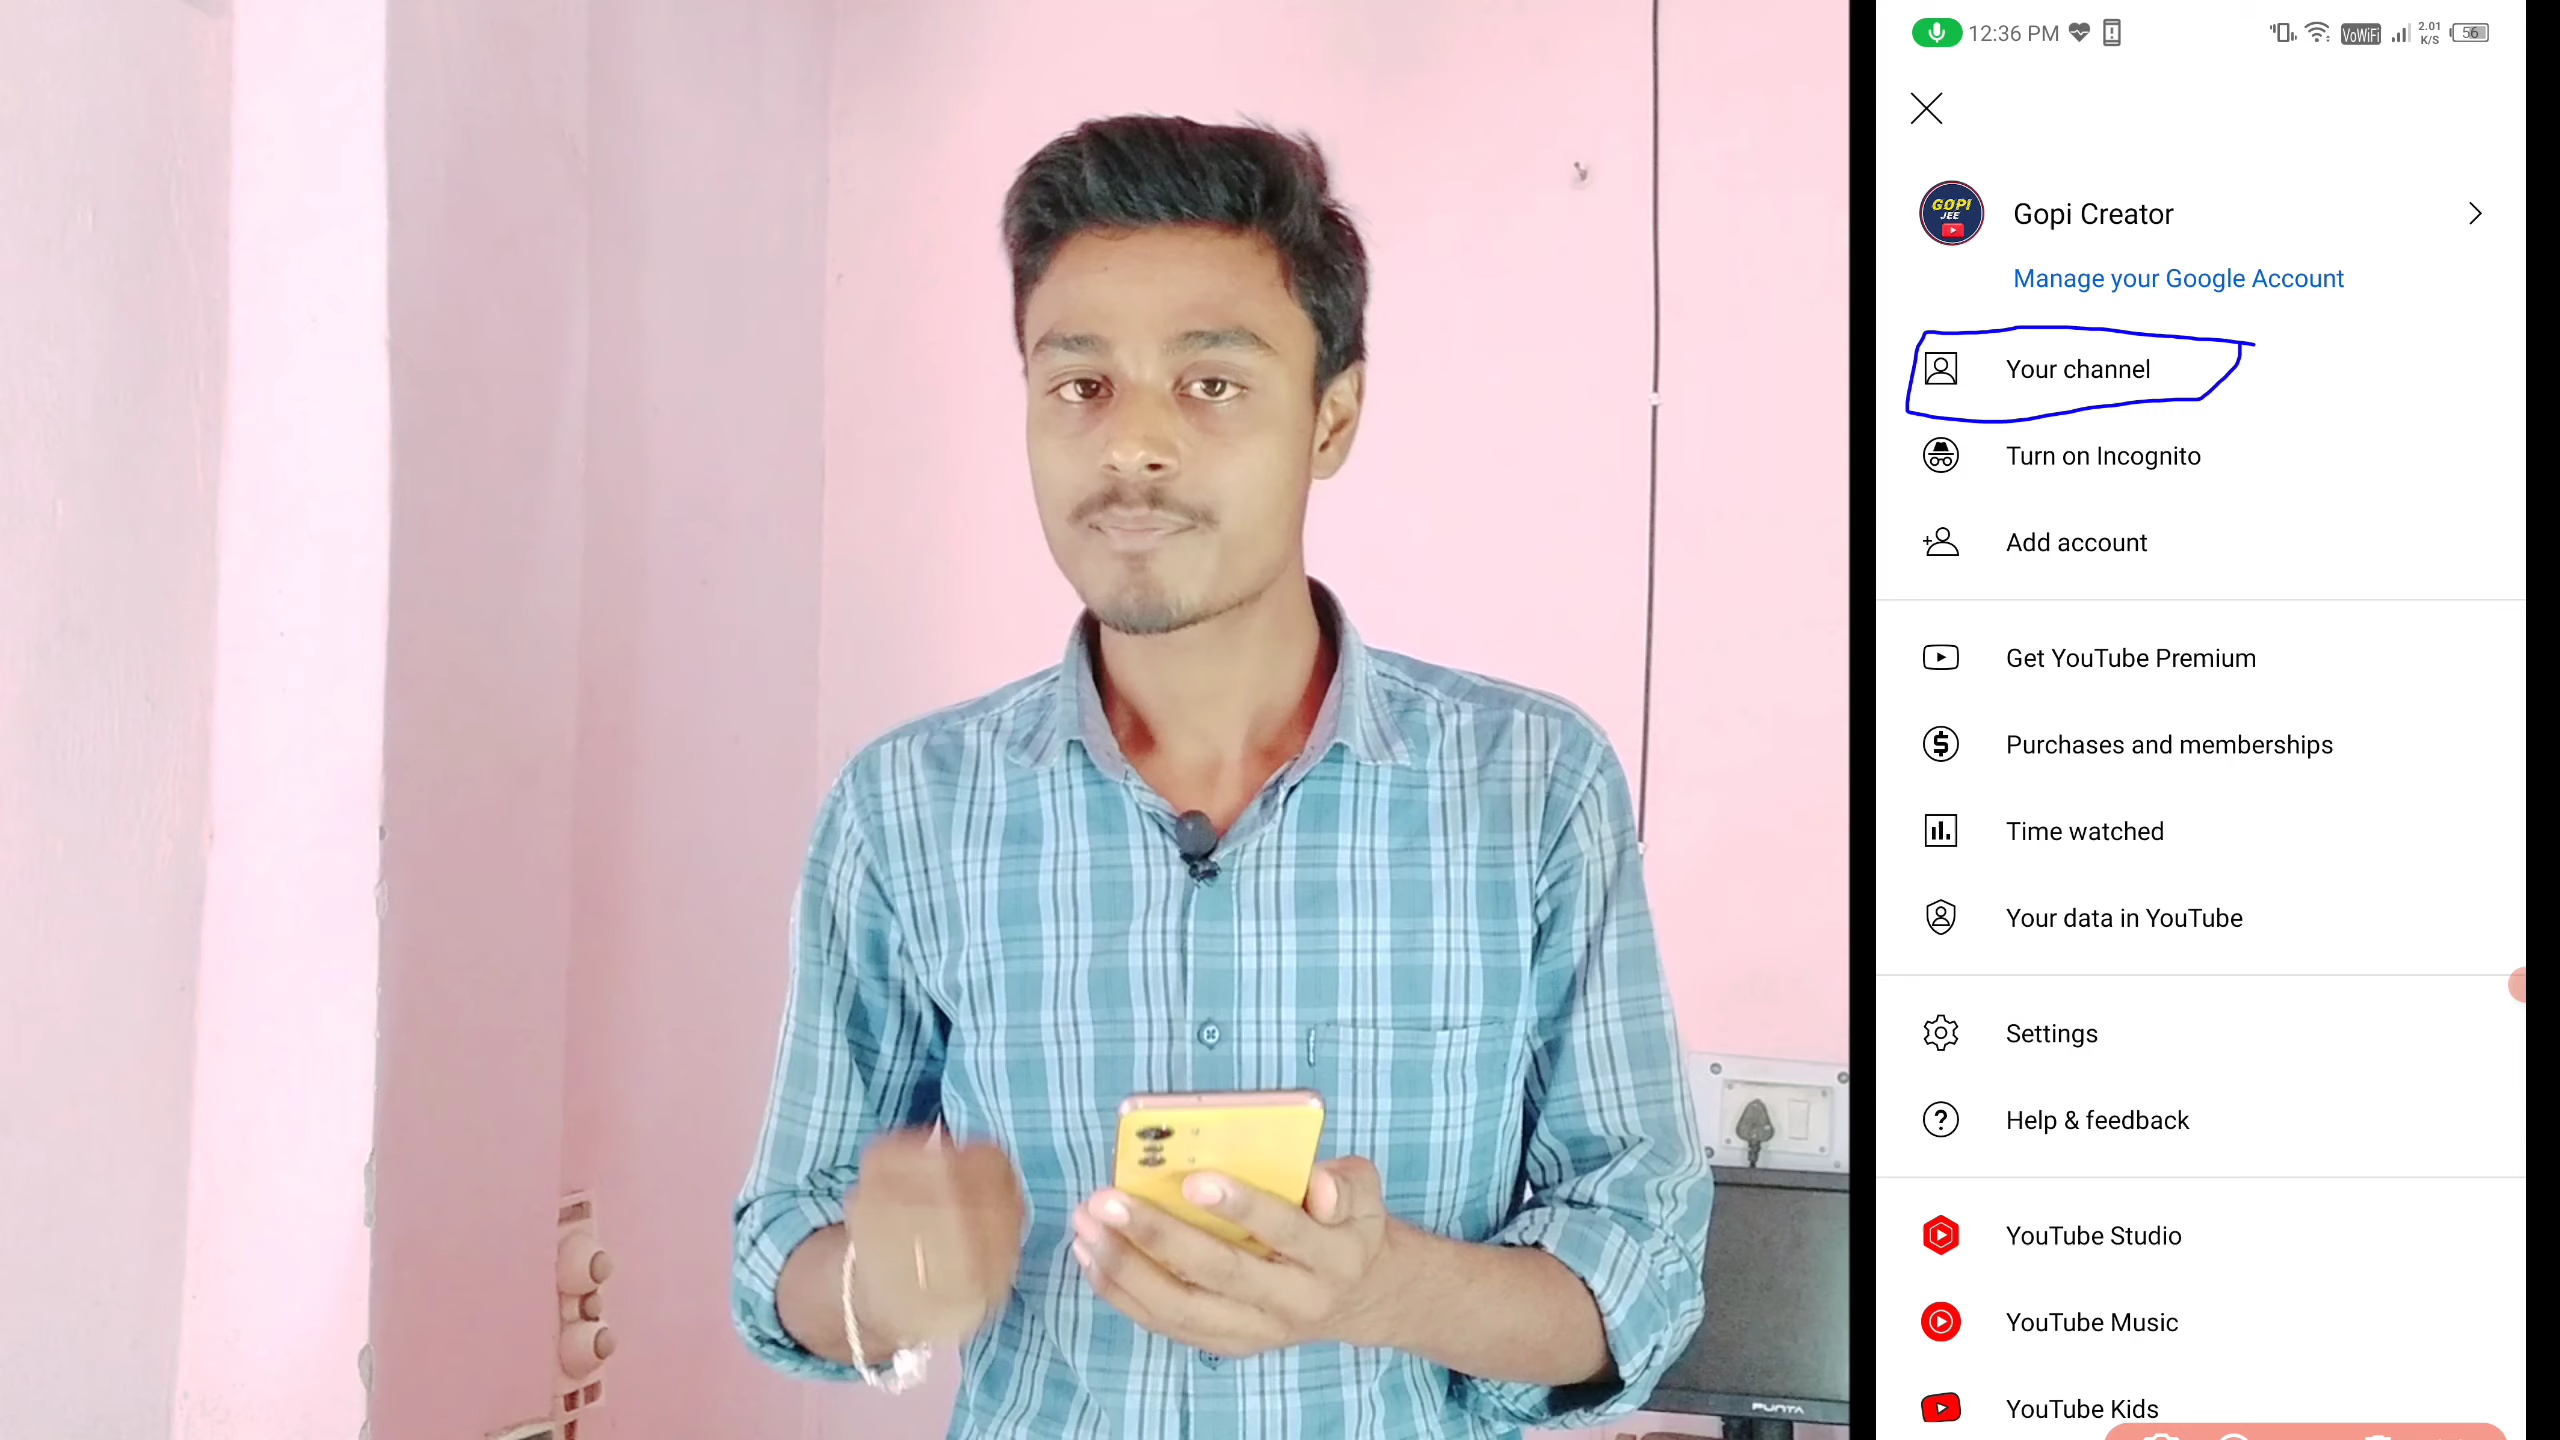 12:36 PM
VoWiFi
2.01
K/S
56
GOPI
JEE
Gopi Creator
Manage your Google Account
Your channel
Turn on Incognito
Add account
Get YouTube Premium
Purchases and memberships
Time watched
Your data in YouTube
Settings
Help & feedback
YouTube Studio
YouTube Music
YouTube Kids
PUNTA